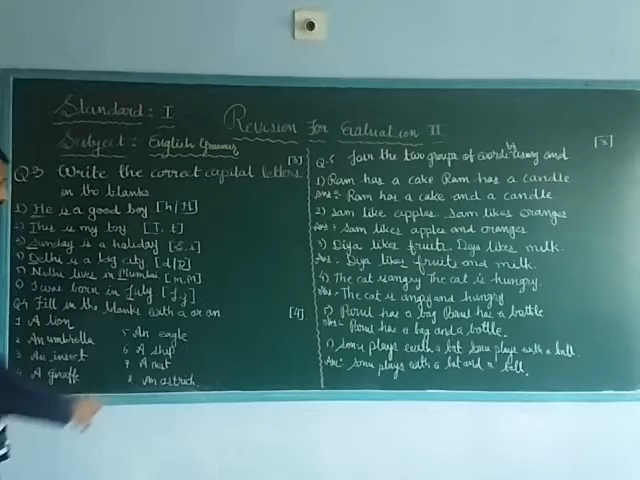 Standard : I
Revision For Evaluation II
Subject : English Grammar
[3]
Q3 Write the correct capital letters
in the blanks
1) He is a good boy [h/H]
2) This is my toy [T, t]
3) Sunday is a holiday [S, s]
4) Delhi is a big city [d/D]
5) Nidhi lives in Mumbai [m, M]
6) I was born in July [J, j]
Q4 Fill in the blanks with a or an [4]
1 A lion
2 An umbrella
3 An insect
4 A giraffe
5 An eagle
6 A ship
7 A nest
8 An ostrich
Q.5 Join the two groups of words by using and [3]
1) Ram has a cake Ram has a candle
Ans: Ram has a cake and a candle
2) Sam like apples. Sam likes oranges
Ans: Sam likes apples and oranges
3) Diya likes fruits. Diya likes milk.
Ans: Diya likes fruits and milk.
4) The cat is angry The cat is hungry.
Ans: The cat is angry and hungry
5) Parul has a bag Parul has a bottle
Ans: Parul has a bag and a bottle.
Sonu plays with a bat Sonu plays with a ball.
Ans: Sonu plays with a bat and a ball.